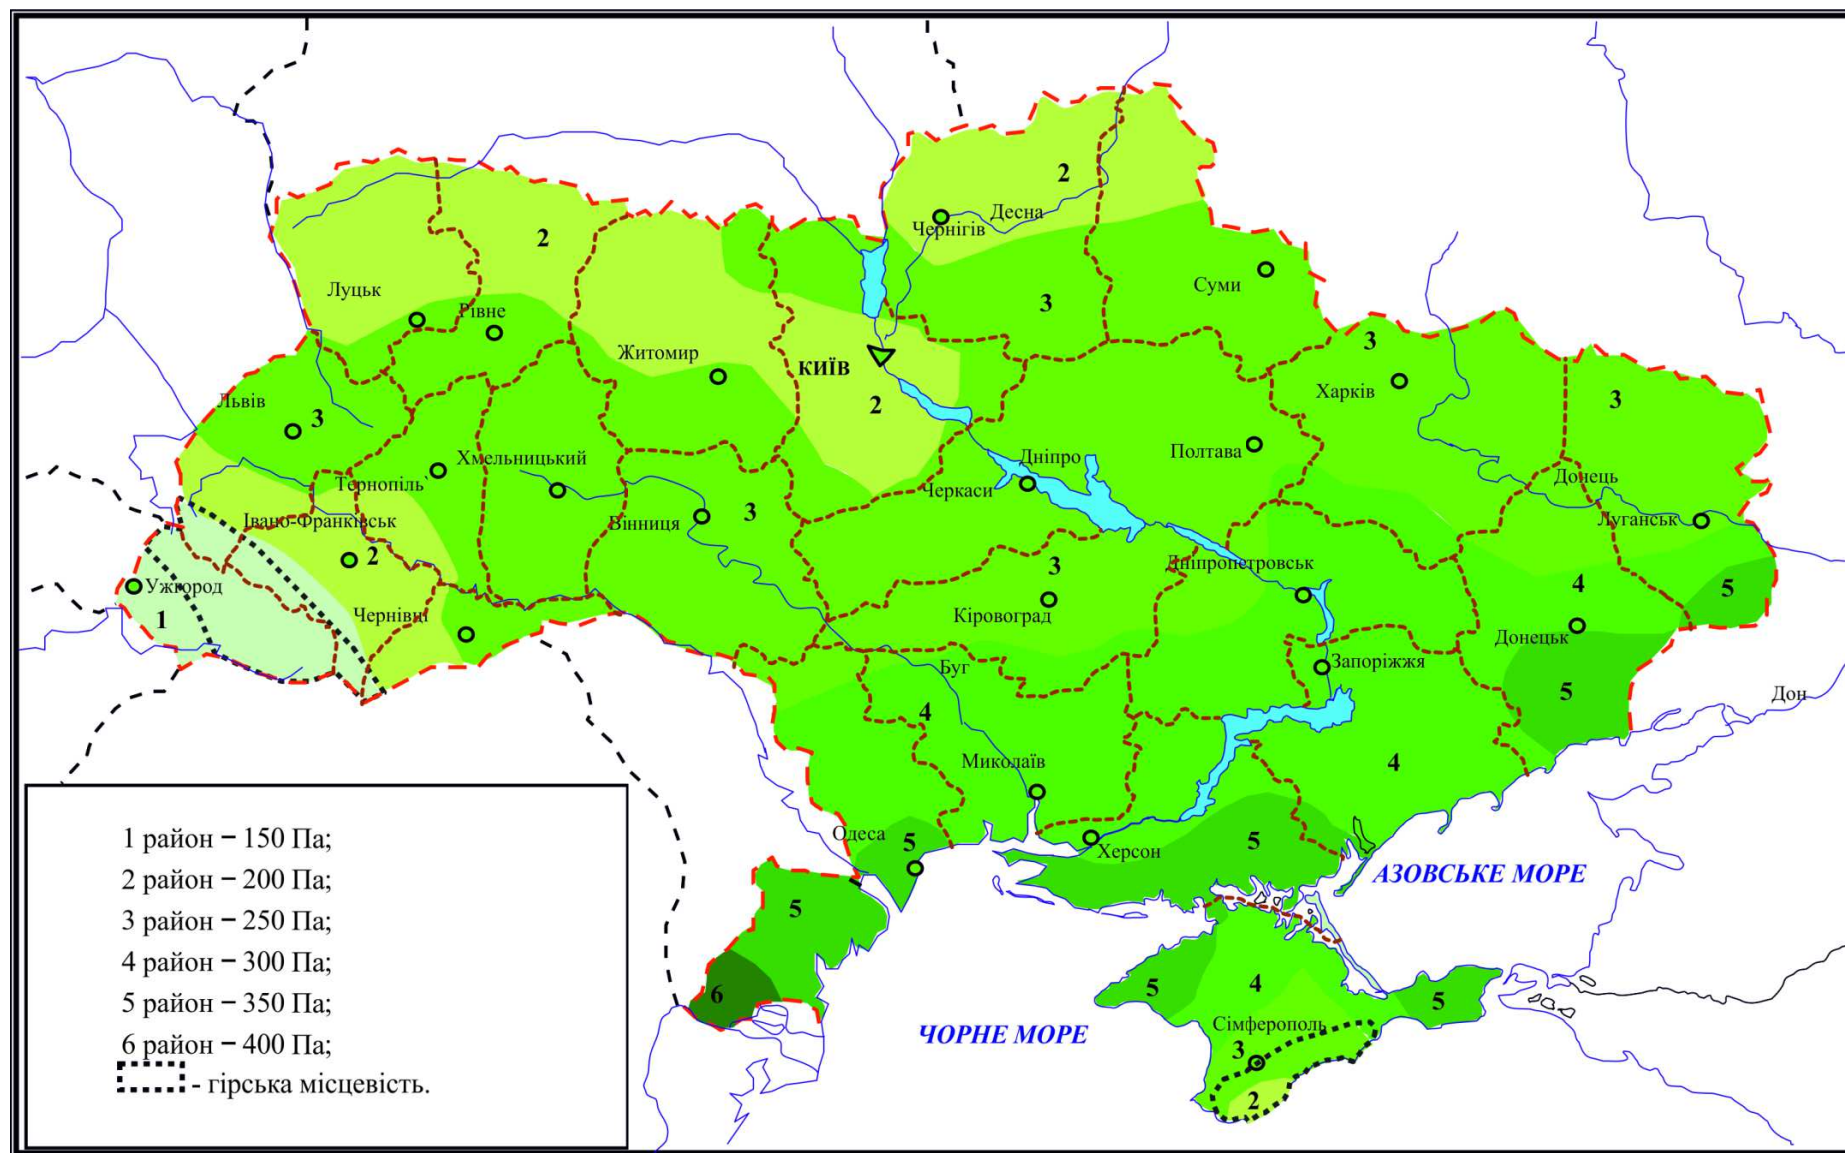 2
Десна
Чернігів
2
Луцьк
Рівне
3
Суми
3
Житомир
КИЇВ
2
Харків
3
Львів
3
Хмельницький
Тернопіль
Дніпро
Черкаси
Полтава
Донець
Луганськ
Івано-Франківськ
2
Вінниця
3
3
Дніпропетровськ
4
5
Ужгород
1
Чернівці
Кіровоград
Донецьк
Запоріжжя
Буг
4
5
Дон
Миколаїв
4
Одеса
5
Херсон
5
АЗОВСЬКЕ МОРЕ
5
6
5
4
5
Сімферополь
3
2
ЧОРНЕ МОРЕ
1 район – 150 Па;
2 район – 200 Па;
3 район – 250 Па;
4 район – 300 Па;
5 район – 350 Па;
6 район – 400 Па;
- гірська місцевість.